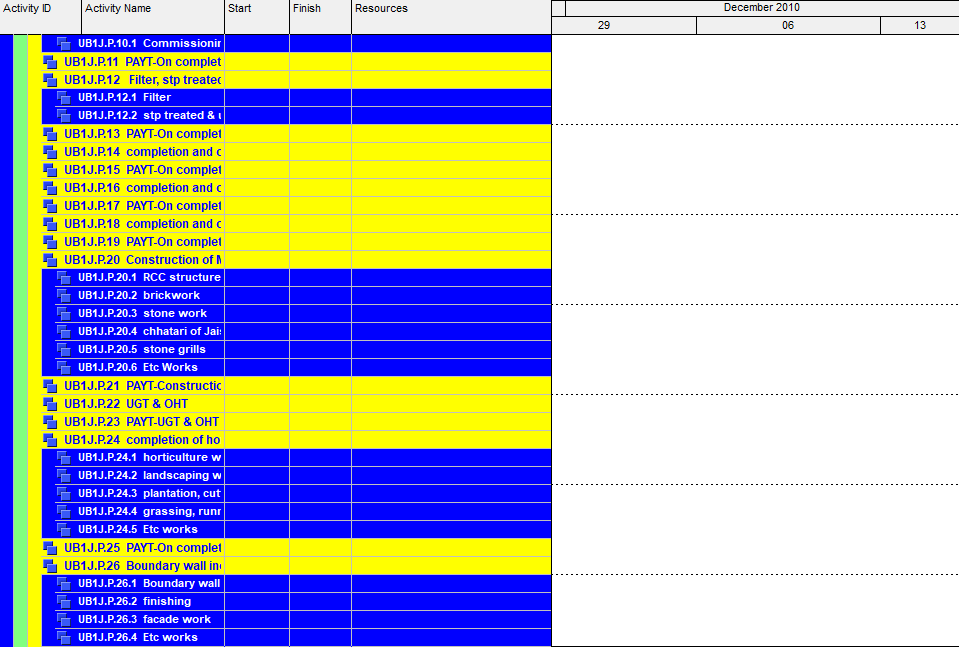 Activity ID Activity Name Start Finish Resources December 2010
29 06 13
UB1J.P.10.1 Commissionin
UB1J.P.11 PAYT-On complet
UB1J.P.12 Filter, stp treated
UB1J.P.12.1 Filter
UB1J.P.12.2 stp treated & u
UB1J.P.13 PAYT-On complet
UB1J.P.14 completion and c
UB1J.P.15 PAYT-On complet
UB1J.P.16 completion and c
UB1J.P.17 PAYT-On complet
UB1J.P.18 completion and c
UB1J.P.19 PAYT-On complet
UB1J.P.20 Construction of M
UB1J.P.20.1 RCC structure
UB1J.P.20.2 brickwork
UB1J.P.20.3 stone work
UB1J.P.20.4 chhatari of Jais
UB1J.P.20.5 stone grills
UB1J.P.20.6 Etc Works
UB1J.P.21 PAYT-Constructio
UB1J.P.22 UGT & OHT
UB1J.P.23 PAYT-UGT & OHT
UB1J.P.24 completion of ho
UB1J.P.24.1 horticulture w
UB1J.P.24.2 landscaping w
UB1J.P.24.3 plantation, cut
UB1J.P.24.4 grassing, runn
UB1J.P.24.5 Etc works
UB1J.P.25 PAYT-On complet
UB1J.P.26 Boundary wall inc
UB1J.P.26.1 Boundary wall
UB1J.P.26.2 finishing
UB1J.P.26.3 facade work
UB1J.P.26.4 Etc works